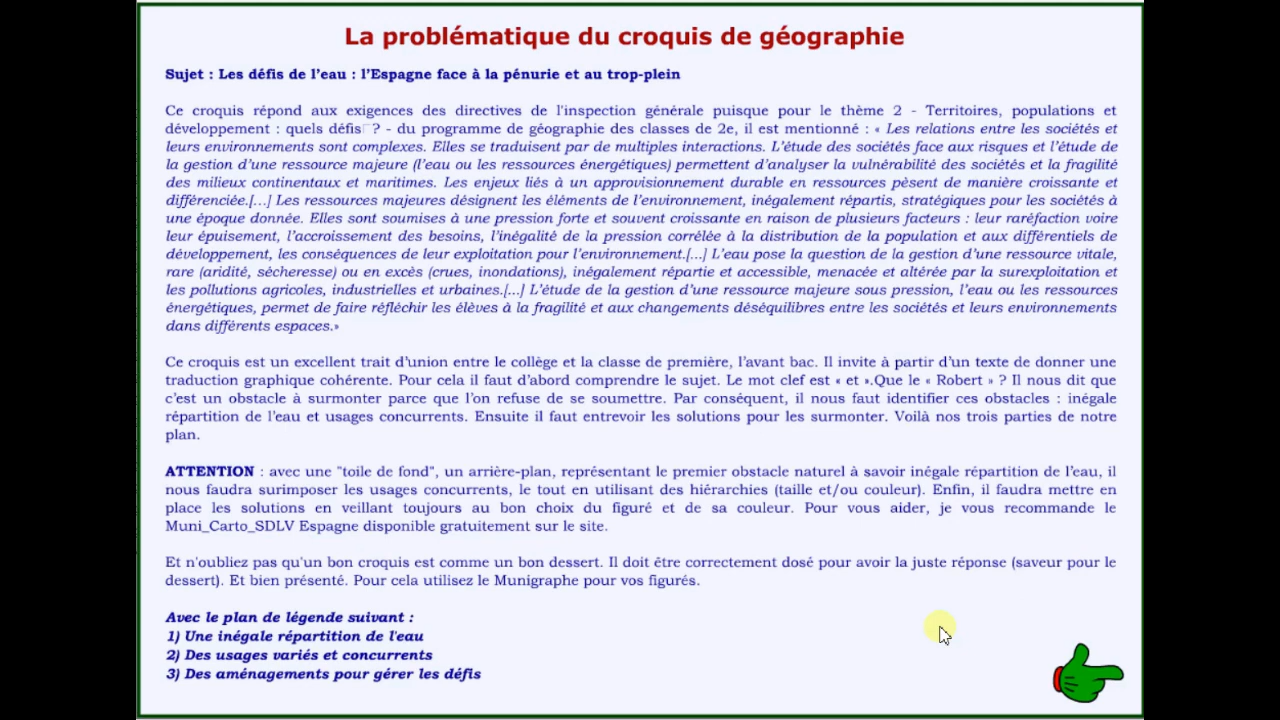 La problématique du croquis de géographie
Sujet : Les défis de l'eau : l'Espagne face à la pénurie et au trop-plein
Ce croquis répond aux exigences des directives de l'inspection générale puisque pour le thème 2 - Territoires, populations et
développement : quels défis□? - du programme de géographie des classes de 2e, il est mentionné : « Les relations entre les sociétés et
leurs environnements sont complexes. Elles se traduisent par de multiples interactions. L'étude des sociétés face aux risques et l'étude de
la gestion d'une ressource majeure (l'eau ou les ressources énergétiques) permettent d'analyser la vulnérabilité des sociétés et la fragilité
des milieux continentaux et maritimes. Les enjeux liés à un approvisionnement durable en ressources pèsent de manière croissante et
différenciée.[...] Les ressources majeures désignent les éléments de l'environnement, inégalement répartis, stratégiques pour les sociétés à
une époque donnée. Elles sont soumises à une pression forte et souvent croissante en raison de plusieurs facteurs : leur raréfaction voire
leur épuisement, l'accroissement des besoins, l'inégalité de la pression corrélée à la distribution de la population et aux différentiels de
développement, les conséquences de leur exploitation pour l'environnement.[...] L'eau pose la question de la gestion d'une ressource vitale,
rare (aridité, sécheresse) ou en excès (crues, inondations), inégalement répartie et accessible, menacée et altérée par la surexploitation et
les pollutions agricoles, industrielles et urbaines.[...] L'étude de la gestion d'une ressource majeure sous pression, l'eau ou les ressources
énergétiques, permet de faire réfléchir les élèves à la fragilité et aux changements déséquilibres entre les sociétés et leurs environnements
dans différents espaces.»
Ce croquis est un excellent trait d'union entre le collège et la classe de première, l'avant bac. Il invite à partir d'un texte de donner une
traduction graphique cohérente. Pour cela il faut d'abord comprendre le sujet. Le mot clef est « et ».Que le « Robert » ? Il nous dit que
c'est un obstacle à surmonter parce que l'on refuse de se soumettre. Par conséquent, il nous faut identifier ces obstacles : inégale
répartition de l'eau et usages concurrents. Ensuite il faut entrevoir les solutions pour les surmonter. Voilà nos trois parties de notre
plan.
ATTENTION : avec une "toile de fond", un arrière-plan, représentant le premier obstacle naturel à savoir inégale répartition de l'eau, il
nous faudra surimposer les usages concurrents, le tout en utilisant des hiérarchies (taille et/ou couleur). Enfin, il faudra mettre en
place les solutions en veillant toujours au bon choix du figuré et de sa couleur. Pour vous aider, je vous recommande le
Muni_Carto_SDLV Espagne disponible gratuitement sur le site.
Et n'oubliez pas qu'un bon croquis est comme un bon dessert. Il doit être correctement dosé pour avoir la juste réponse (saveur pour le
dessert). Et bien présenté. Pour cela utilisez le Munigraphe pour vos figurés.
Avec le plan de légende suivant :
1) Une inégale répartition de l'eau
2) Des usages variés et concurrents
3) Des aménagements pour gérer les défis